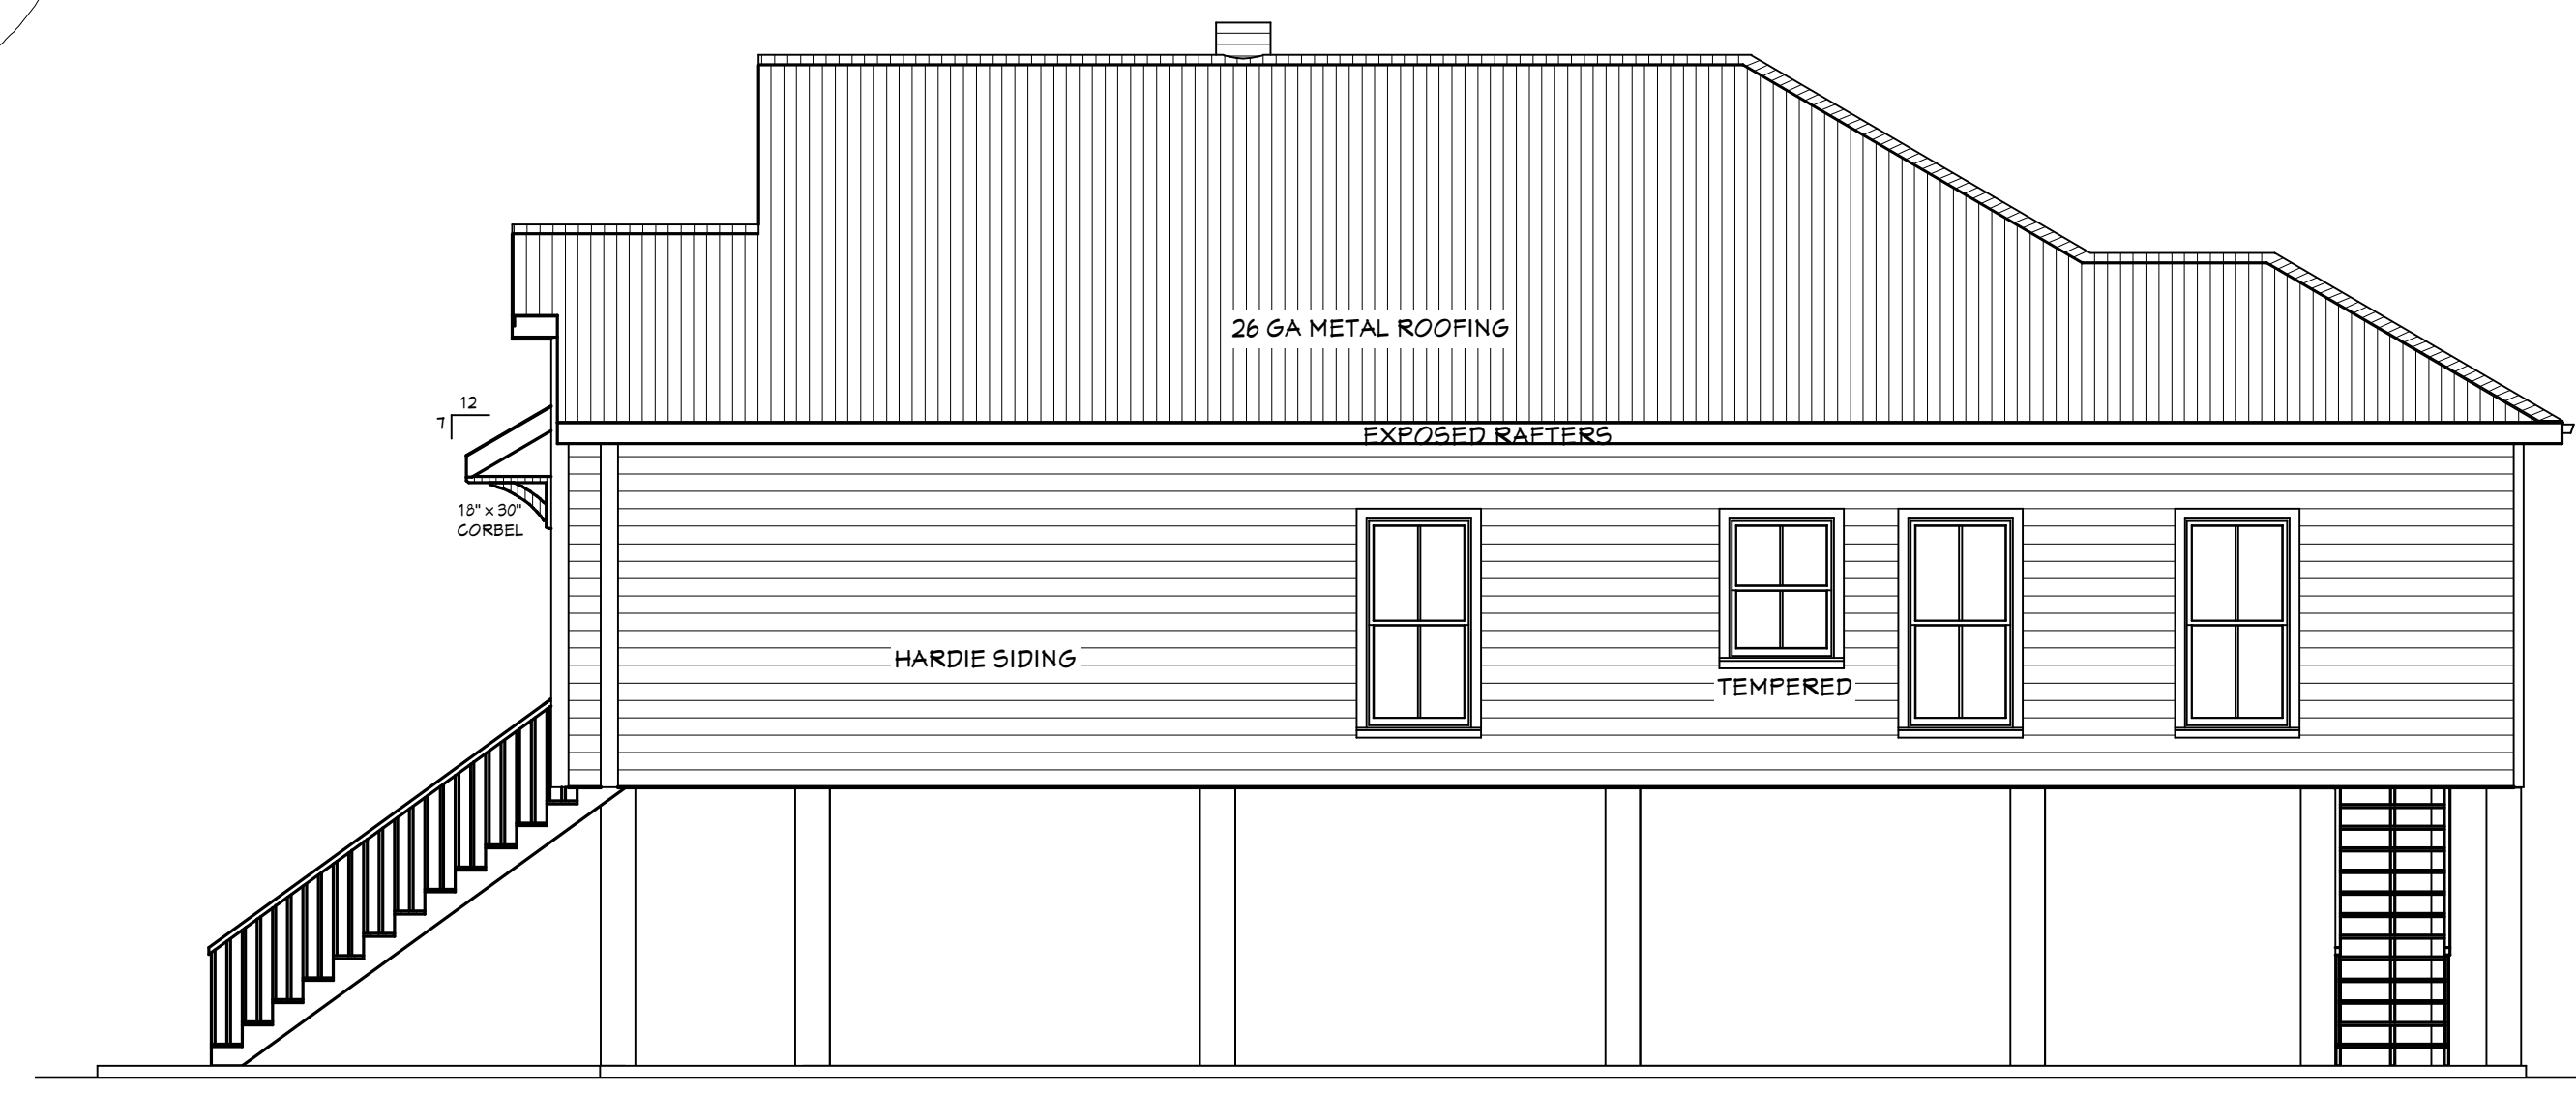 26 GA METAL ROOFING
12
7
EXPOSED RAFTERS
18" x 30"
CORBEL
HARDIE SIDING
TEMPERED